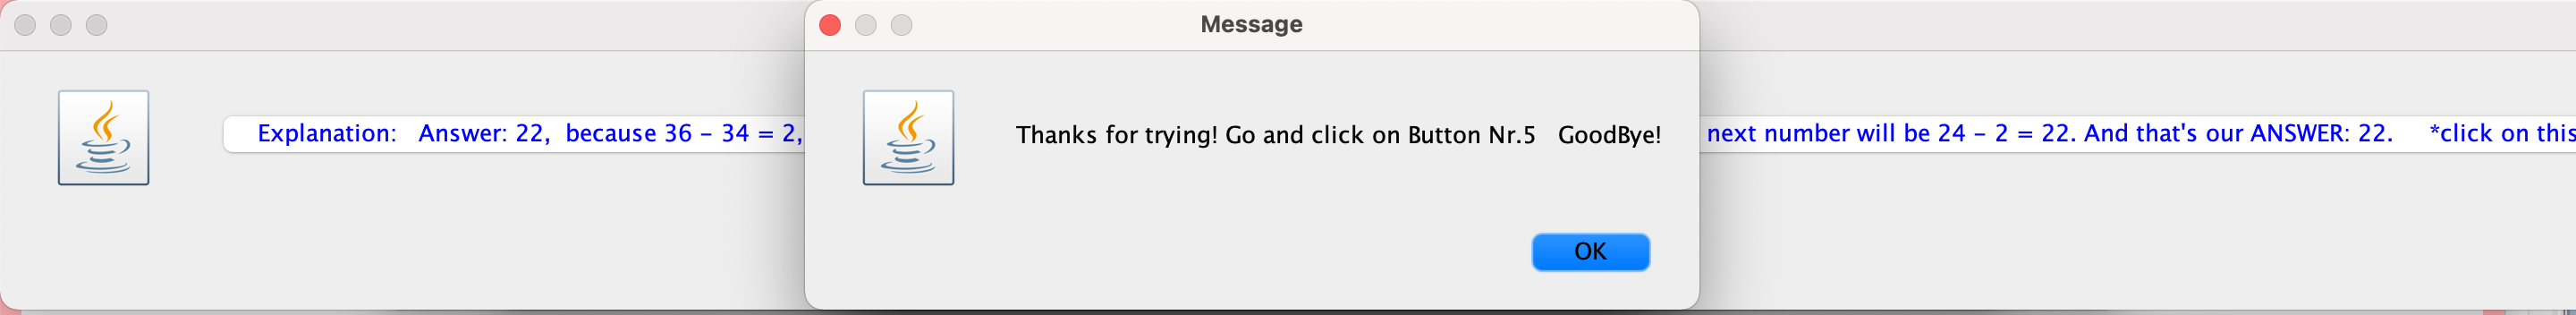 Message
Explanation:   Answer: 22,  because 36 - 34 = 2,
Thanks for trying! Go and click on Button Nr.5   GoodBye!
next number will be 24 - 2 = 22. And that's our ANSWER: 22.     *click on this
OK